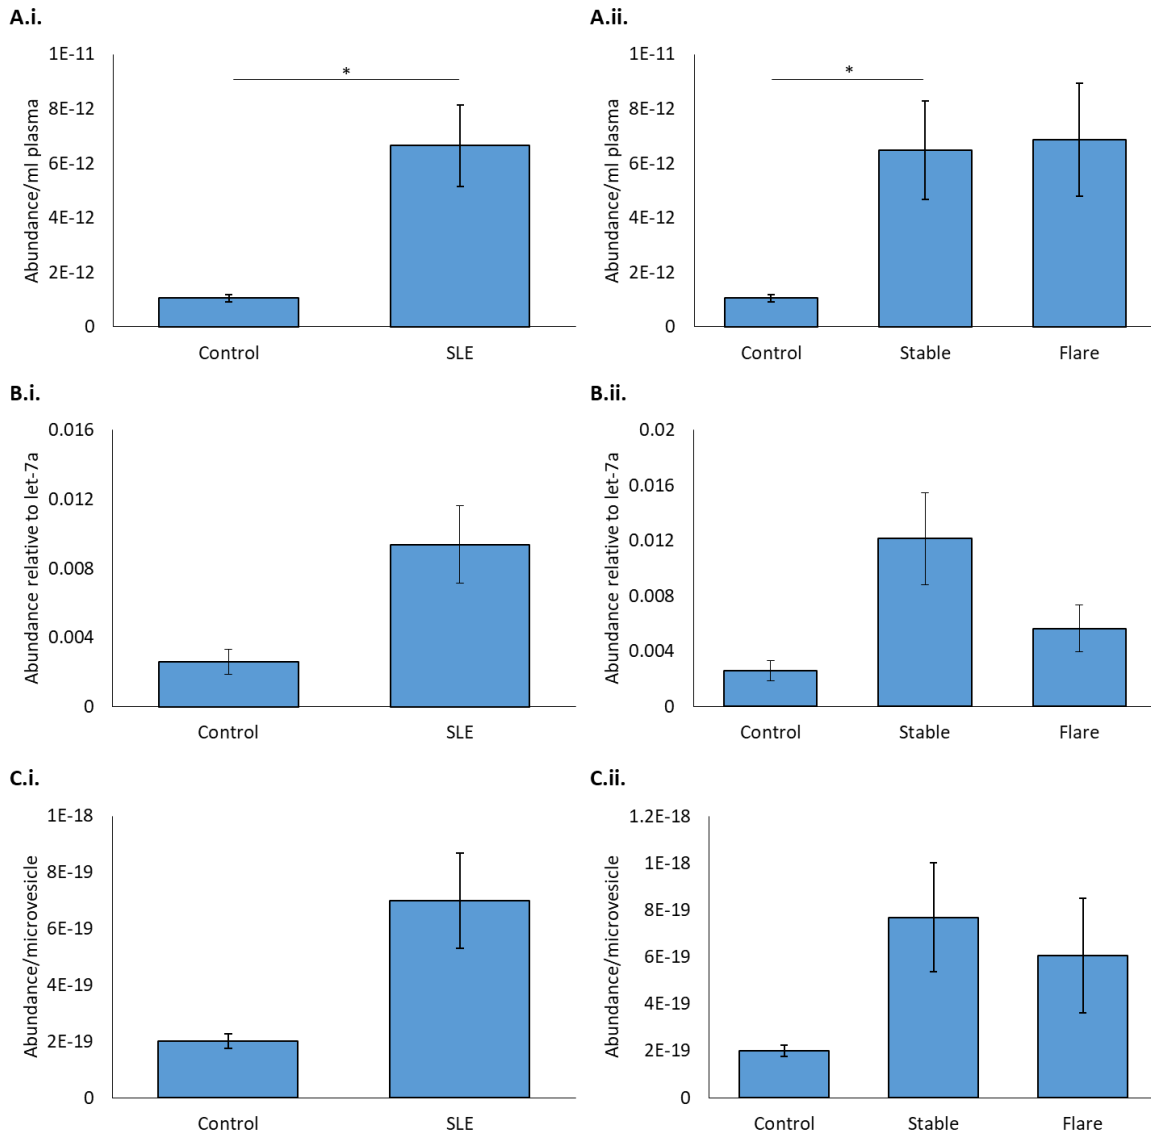 A.i.
Abundance/ml plasma
1E-11
8E-12
6E-12
4E-12
2E-12
0
*
Control SLE
A.ii.
Abundance/ml plasma
1E-11
8E-12
6E-12
4E-12
2E-12
0
*
Control Stable Flare
B.i.
Abundance relative to let-7a
0.016
0.012
0.008
0.004
0
Control SLE
B.ii.
Abundance relative to let-7a
0.02
0.016
0.012
0.008
0.004
0
Control Stable Flare
C.i.
Abundance/microvesicle
1E-18
8E-19
6E-19
4E-19
2E-19
0
Control SLE
C.ii.
Abundance/microvesicle
1.2E-18
1E-18
8E-19
6E-19
4E-19
2E-19
0
Control Stable Flare